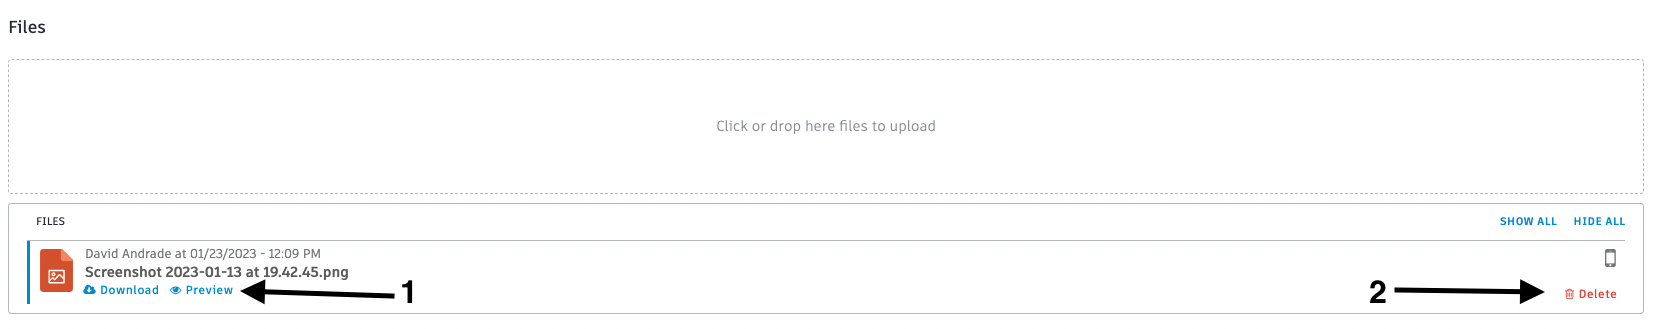 Files
Click or drop here files to upload
FILES SHOW ALL HIDE ALL
David Andrade at 01/23/2023 - 12:09 PM
Screenshot 2023-01-13 at 19.42.45.png
Download Preview 1 2 Delete